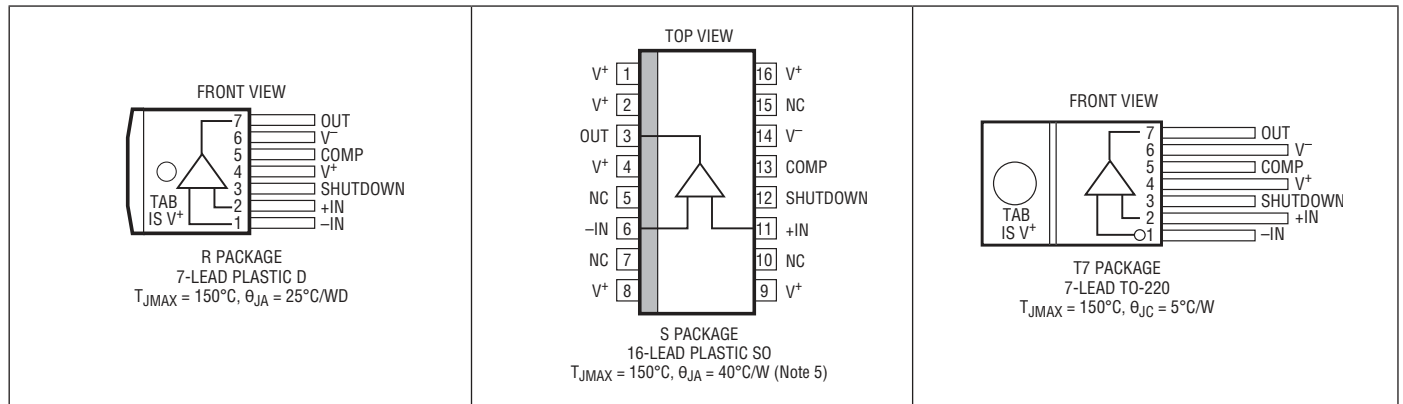 FRONT VIEW
7 OUT
6 V⁻
5 COMP
4 V⁺
3 SHUTDOWN
2 +IN
1 –IN
TAB
IS V⁺
R PACKAGE
7-LEAD PLASTIC D
TJMAX = 150°C, θJA = 25°C/WD
TOP VIEW
V⁺ 1 16 V⁺
V⁺ 2 15 NC
OUT 3 14 V⁻
V⁺ 4 13 COMP
NC 5 12 SHUTDOWN
–IN 6 11 +IN
NC 7 10 NC
V⁺ 8 9 V⁺
S PACKAGE
16-LEAD PLASTIC SO
TJMAX = 150°C, θJA = 40°C/W (Note 5)
FRONT VIEW
7 OUT
6 V⁻
5 COMP
4 V⁺
3 SHUTDOWN
2 +IN
1 –IN
TAB
IS V⁺
T7 PACKAGE
7-LEAD TO-220
TJMAX = 150°C, θJC = 5°C/W